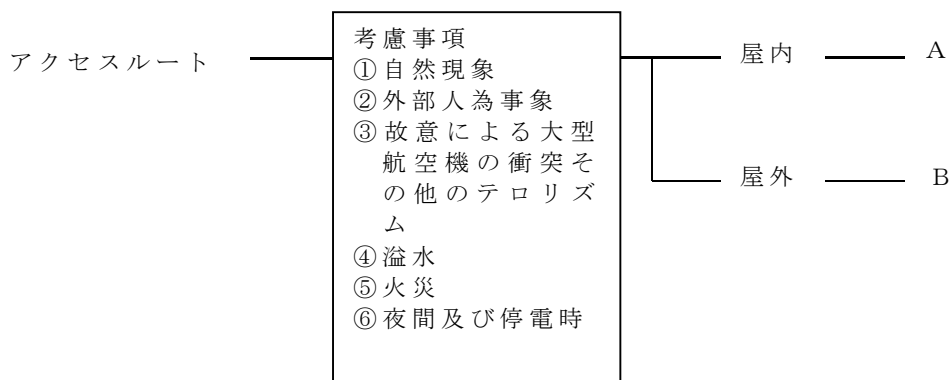 アクセスルート
考慮事項
①自然現象
②外部人為事象
③故意による大型
航空機の衝突そ
の他のテロリズ
ム
④溢水
⑤火災
⑥夜間及び停電時
屋内
A
屋外
B